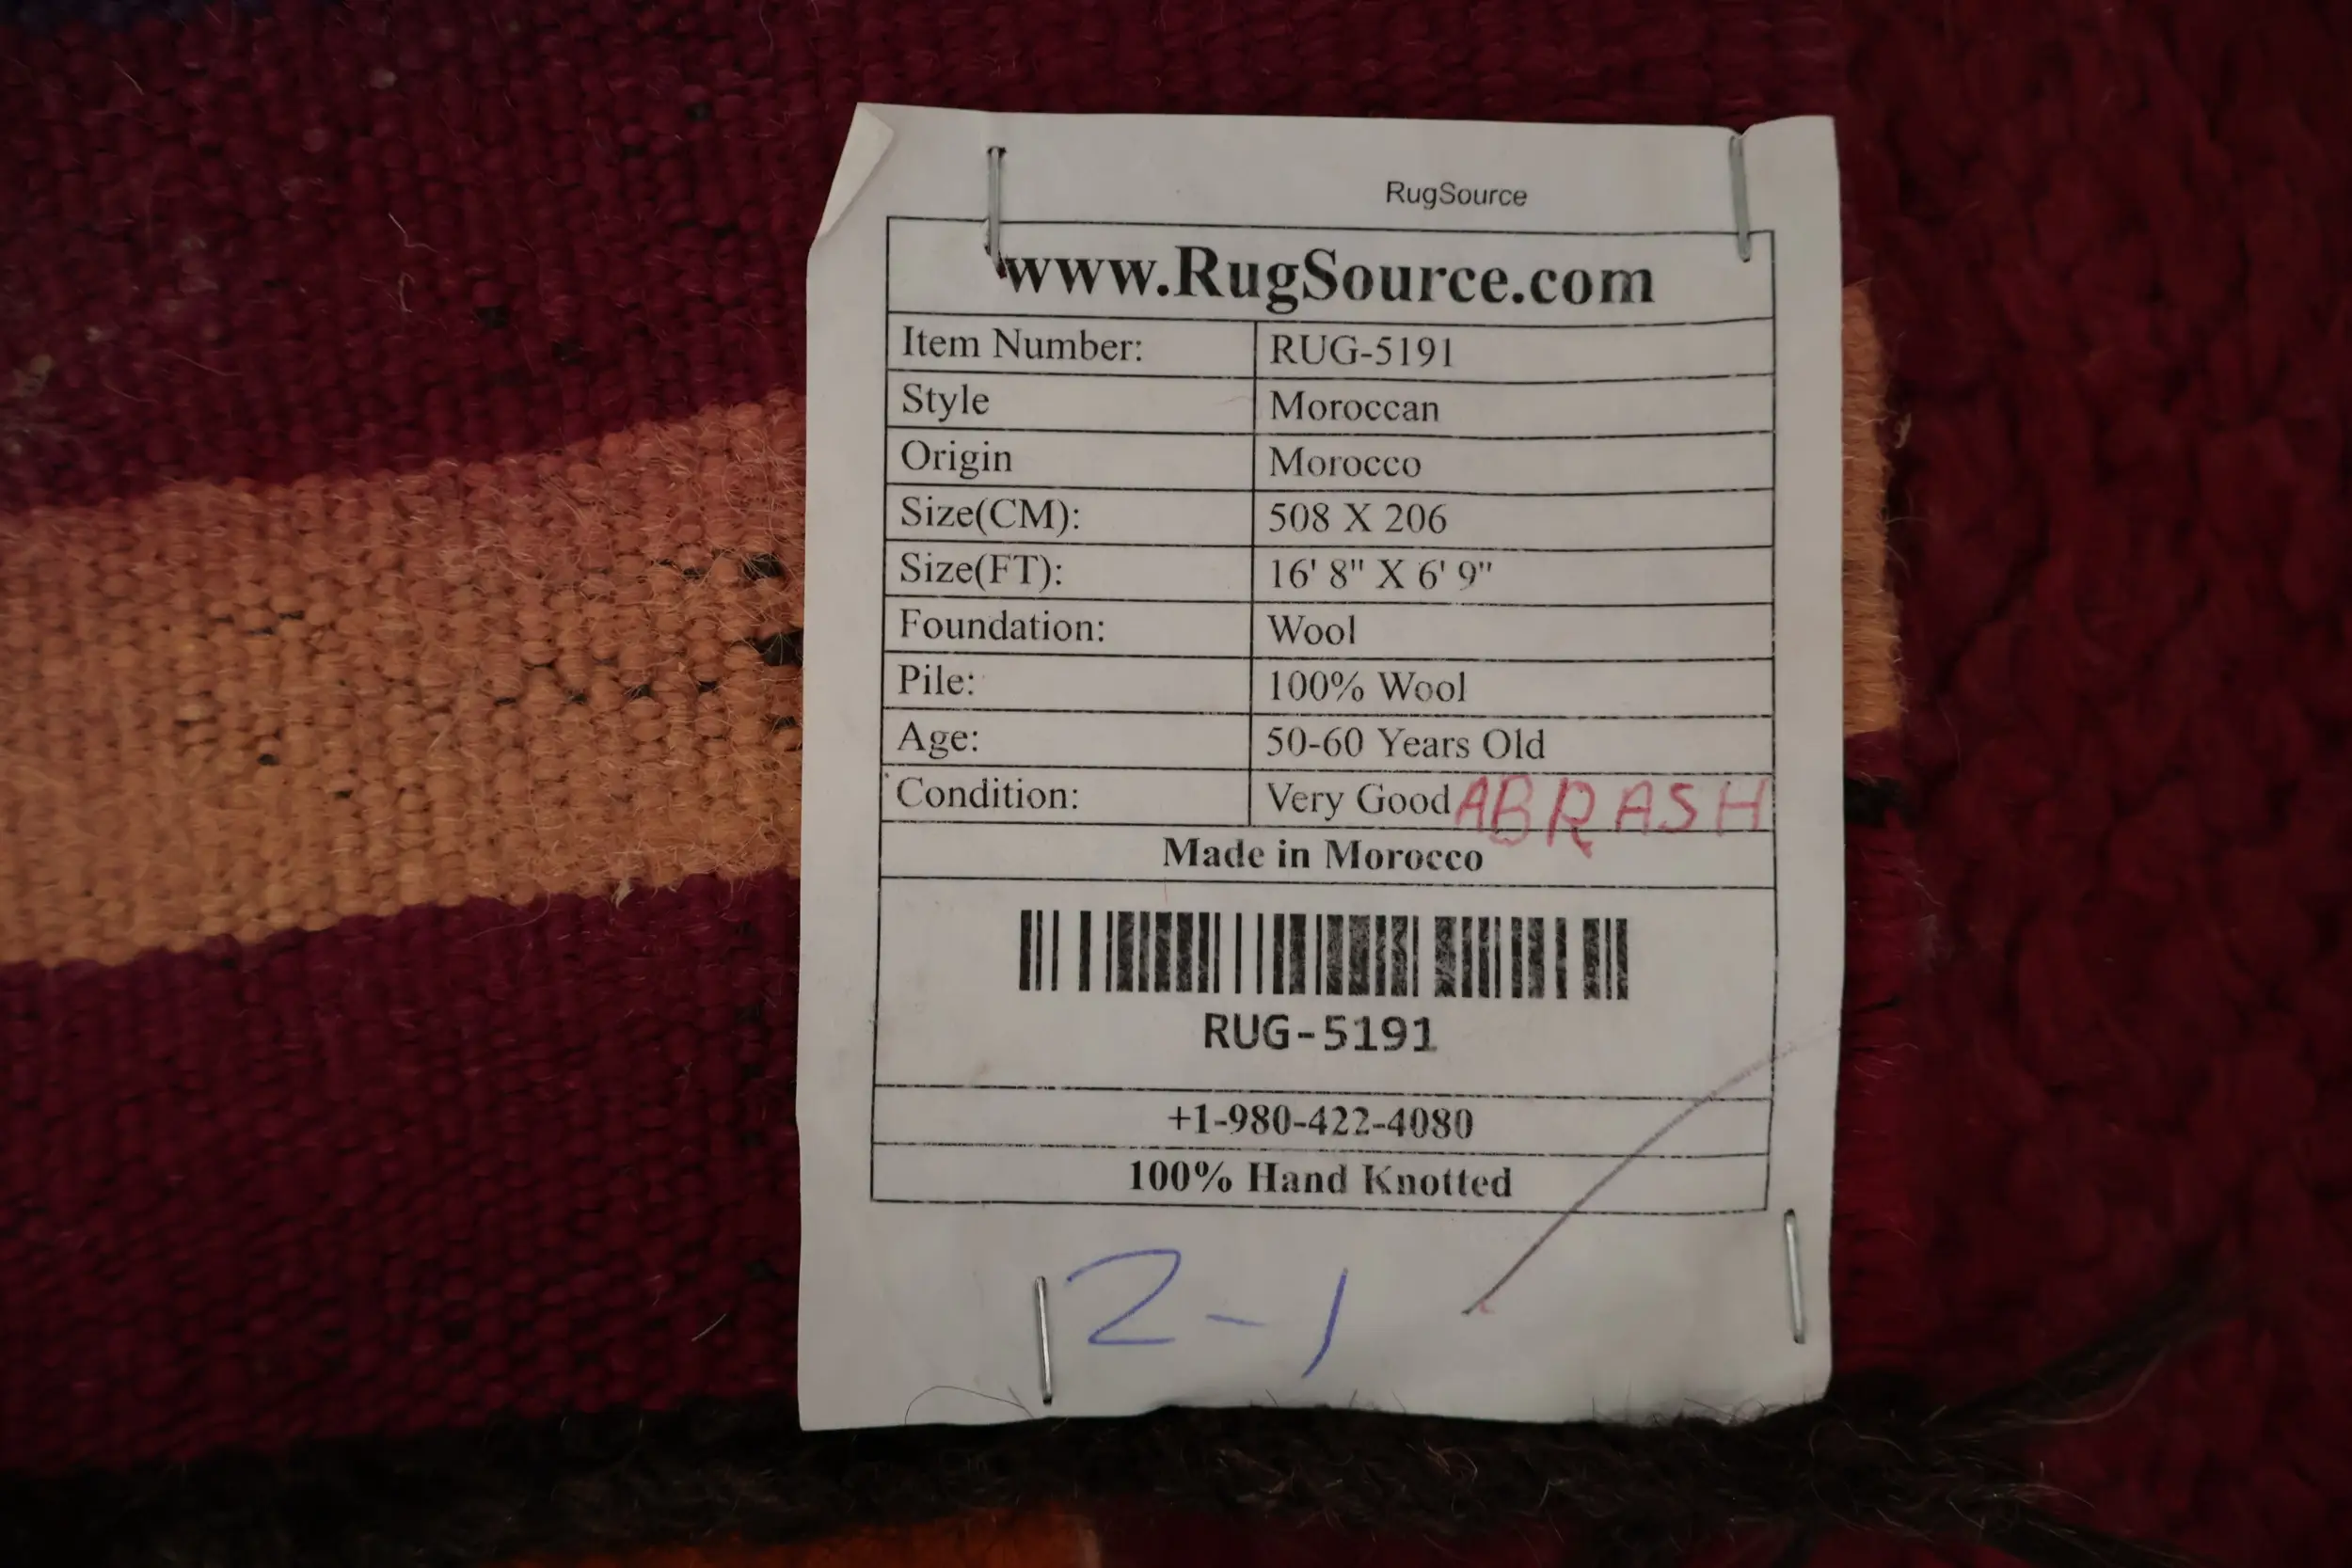 RugSource
www.RugSource.com
Item Number: RUG-5191
Style Moroccan
Origin Morocco
Size(CM): 508 X 206
Size(FT): 16' 8" X 6' 9"
Foundation: Wool
Pile: 100% Wool
Age: 50-60 Years Old
Condition: Very Good ABRASH
Made in Morocco
RUG-5191
+1-980-422-4080
100% Hand Knotted
2-1